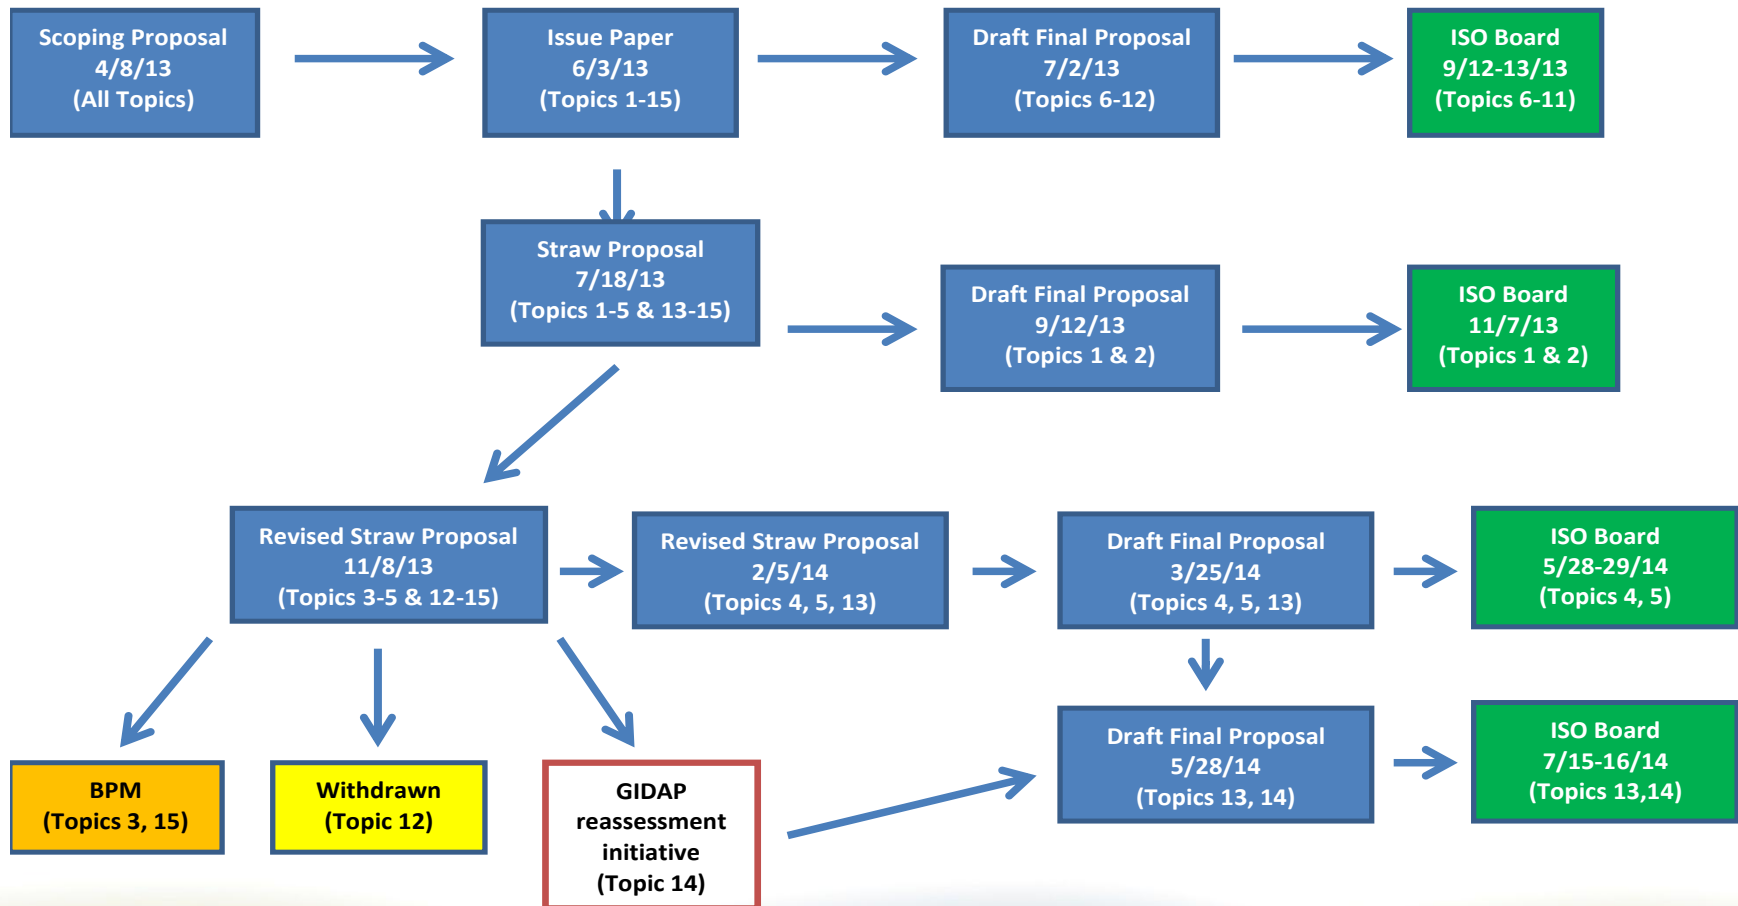 Scoping Proposal
4/8/13
(All Topics)
Issue Paper
6/3/13
(Topics 1-15)
Draft Final Proposal
7/2/13
(Topics 6-12)
ISO Board
9/12-13/13
(Topics 6-11)
Straw Proposal
7/18/13
(Topics 1-5 & 13-15)
Draft Final Proposal
9/12/13
(Topics 1 & 2)
ISO Board
11/7/13
(Topics 1 & 2)
Revised Straw Proposal
11/8/13
(Topics 3-5 & 12-15)
Revised Straw Proposal
2/5/14
(Topics 4, 5, 13)
Draft Final Proposal
3/25/14
(Topics 4, 5, 13)
ISO Board
5/28-29/14
(Topics 4, 5)
BPM
(Topics 3, 15)
Withdrawn
(Topic 12)
GIDAP
reassessment
initiative
(Topic 14)
Draft Final Proposal
5/28/14
(Topics 13, 14)
ISO Board
7/15-16/14
(Topics 13,14)